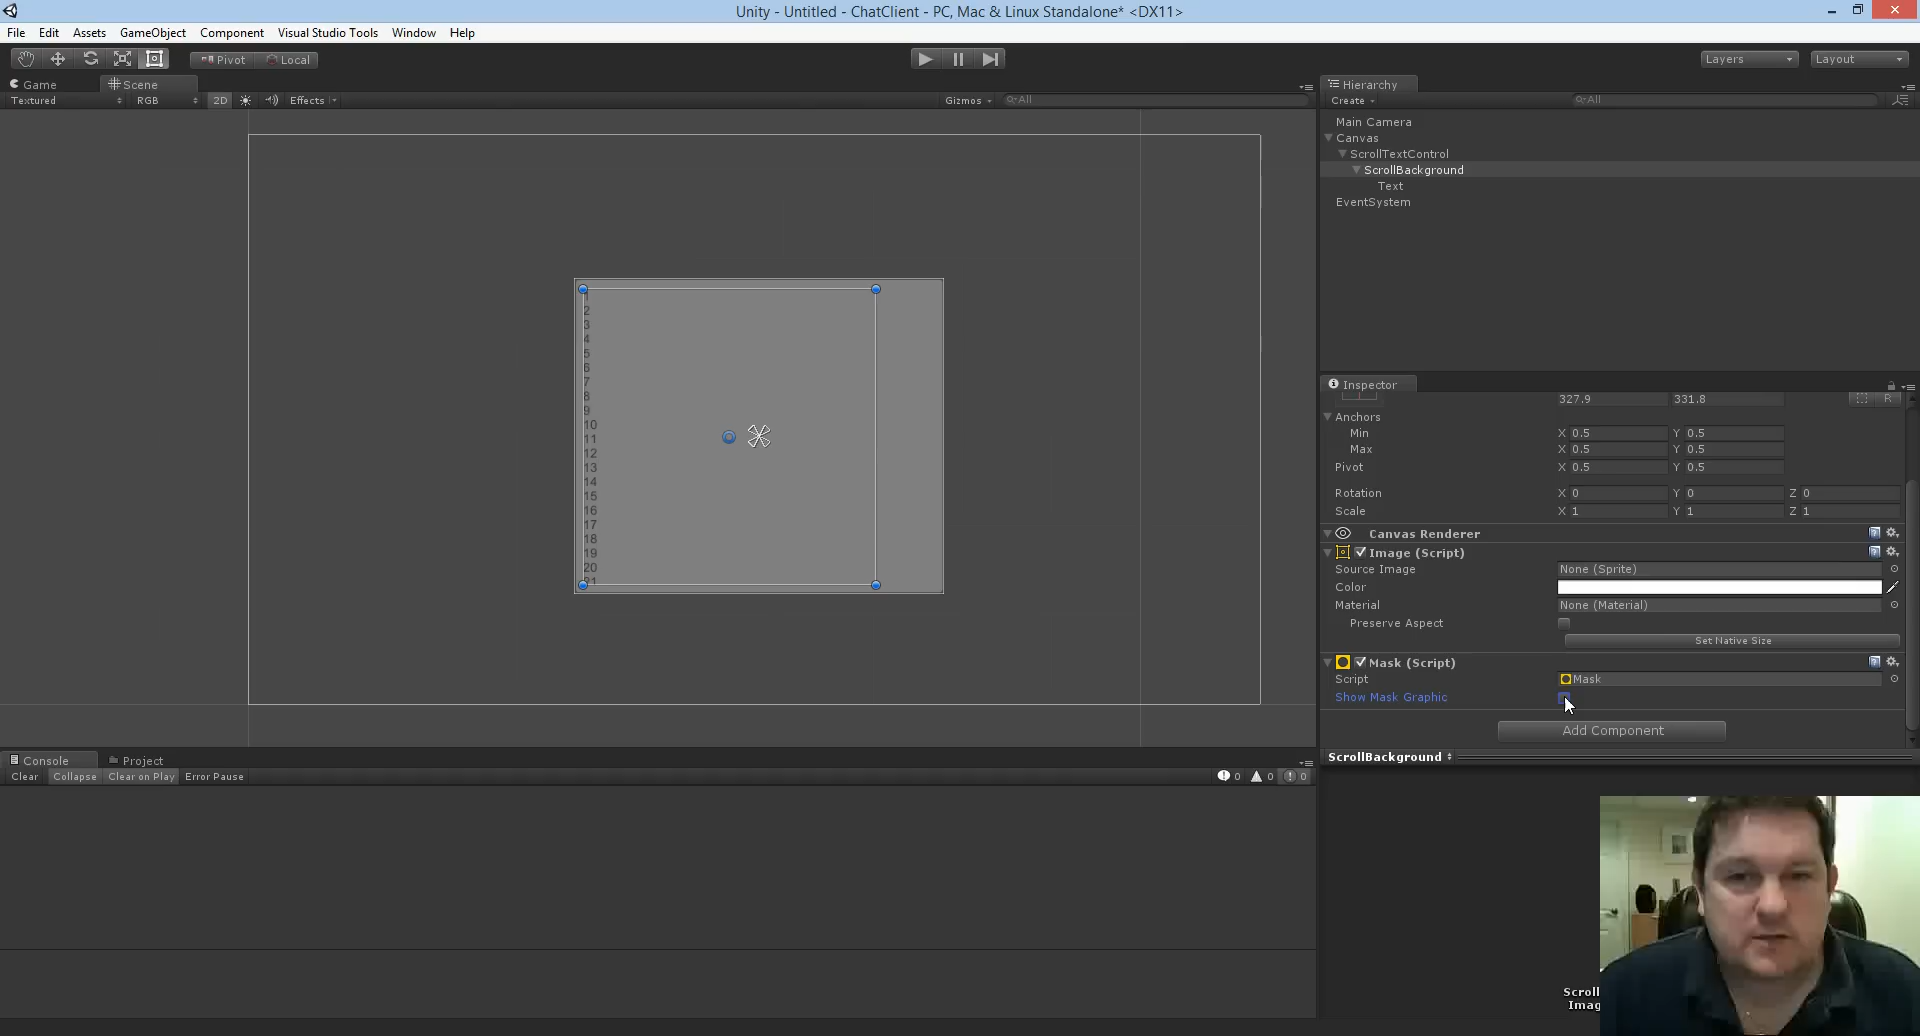 Unity - Untitled - ChatClient - PC, Mac & Linux Standalone* <DX11>
File Edit Assets GameObject Component Visual Studio Tools Window Help
Pivot Local Layers Layout
Game Scene
Textured RGB 2D Effects Gizmos All
2
3
4
5
6
7
8
9
10
11
12
13
14
15
16
17
18
19
20
21
Hierarchy
Create All
Main Camera
Canvas
ScrollTextControl
ScrollBackground
Text
EventSystem
Inspector
327.9 331.8 R
Anchors
Min X 0.5 Y 0.5
Max X 0.5 Y 0.5
Pivot X 0.5 Y 0.5
Rotation X 0 Y 0 Z 0
Scale X 1 Y 1 Z 1
Canvas Renderer
Image (Script)
Source Image None (Sprite)
Color
Material None (Material)
Preserve Aspect
Set Native Size
Mask (Script)
Script Mask
Show Mask Graphic
Add Component
ScrollBackground
Console Project
Clear Collapse Clear on Play Error Pause 0 0 0
Scroll
Imag